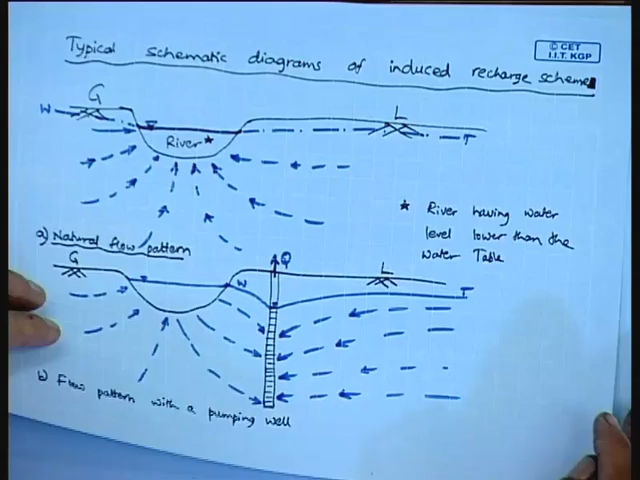 Typical schematic diagrams of induced recharge scheme
© CET
I.I.T. KGP
G
W
L
River*
T
* River having water
level lower than the
Water Table
a) Natural flow pattern
G
Q
L
W
T
b) Flow pattern with a pumping well